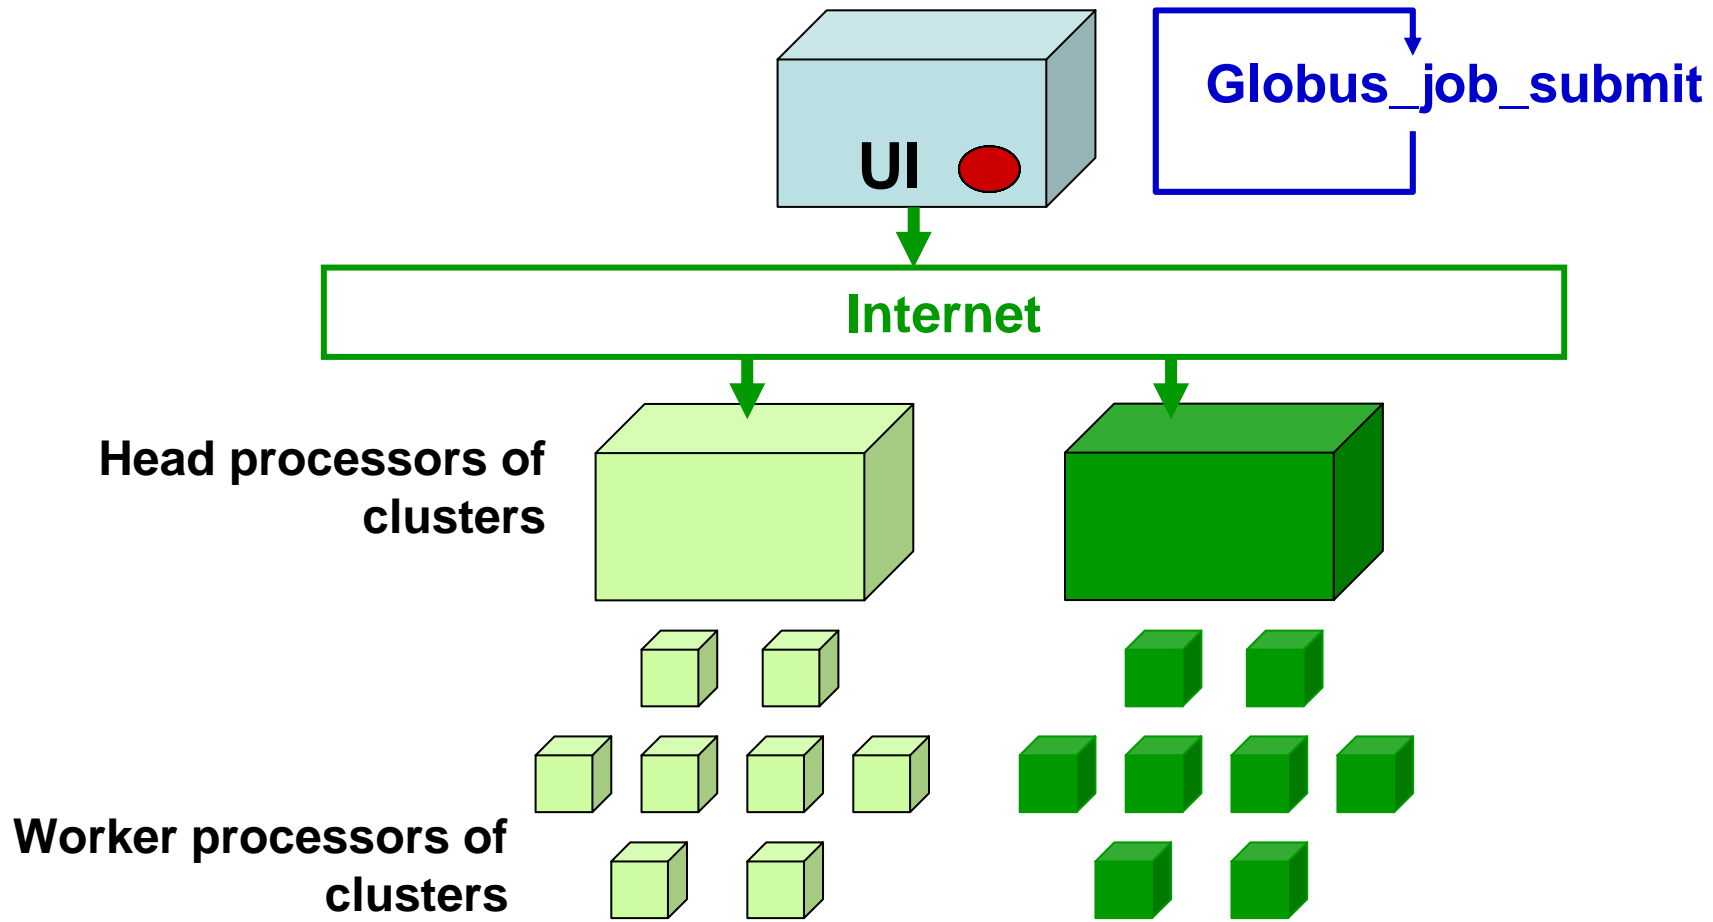 Globus_job_submit
UI
Internet
Head processors of
clusters
Worker processors of
clusters